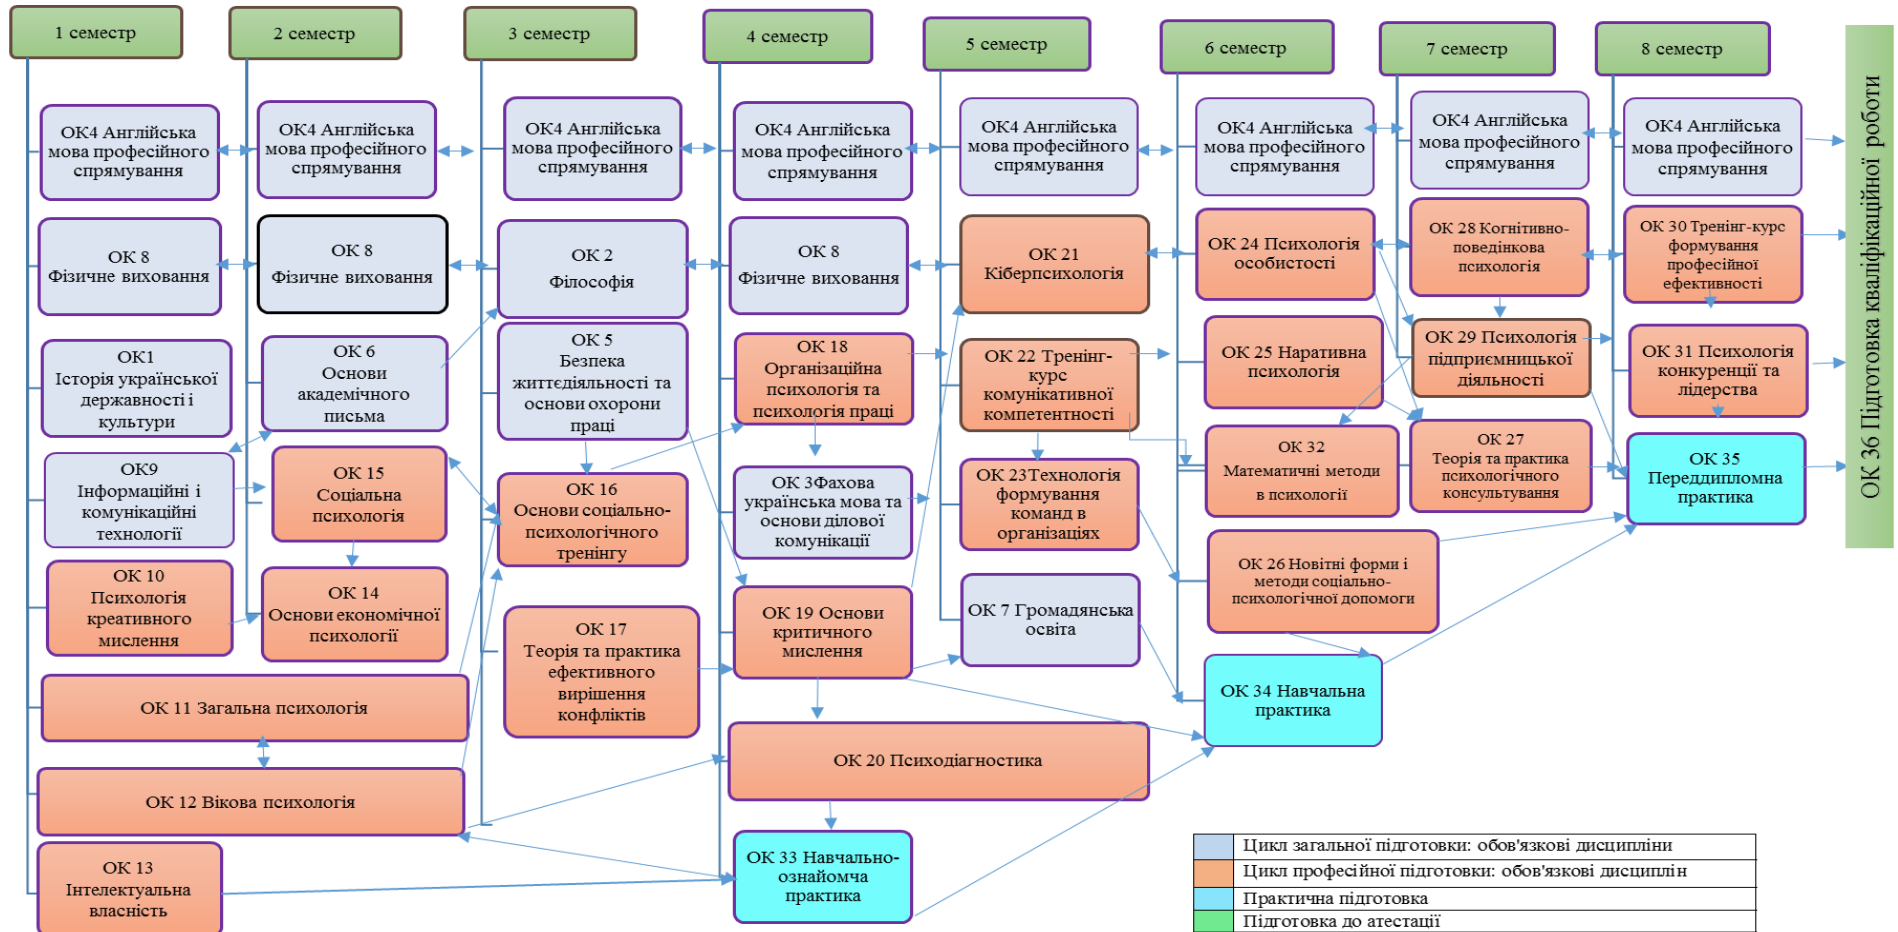 1 семестр
2 семестр
3 семестр
4 семестр
5 семестр
6 семестр
7 семестр
8 семестр
ОК4 Англійська
мова професійного
спрямування
ОК 8
Фізичне виховання
ОК1
Історія української
державності і
культури
ОК9
Інформаційні і
комунікаційні
технології
ОК 10
Психологія
креативного
мислення
ОК 11 Загальна психологія
ОК 12 Вікова психологія
ОК 13
Інтелектуальна
власність
ОК4 Англійська
мова професійного
спрямування
ОК 8
Фізичне виховання
ОК 6
Основи
академічного
письма
ОК 15
Соціальна
психологія
ОК 14
Основи економічної
психології
ОК4 Англійська
мова професійного
спрямування
ОК 2
Філософія
ОК 5
Безпека
життєдіяльності та
основи охорони
праці
ОК 16
Основи соціально-
психологічного
тренінгу
ОК 17
Теорія та практика
ефективного
вирішення
конфліктів
ОК4 Англійська
мова професійного
спрямування
ОК 8
Фізичне виховання
ОК 18
Організаційна
психологія та
психологія праці
ОК 3Фахова
українська мова та
основи ділової
комунікації
ОК 19 Основи
критичного
мислення
ОК 20 Психодіагностика
ОК 33 Навчально-
ознайомча
практика
ОК4 Англійська
мова професійного
спрямування
ОК 21
Кіберпсихологія
ОК 22 Тренінг-
курс
комунікативної
компетентності
ОК 23Технологія
формування
команд в
організаціях
ОК 7 Громадянська
освіта
ОК4 Англійська
мова професійного
спрямування
ОК 24 Психологія
особистості
ОК 25 Наративна
психологія
ОК 32
Математичні методи
в психології
ОК 26 Новітні форми і
методи соціально-
психологічної допомоги
ОК 34 Навчальна
практика
ОК4 Англійська
мова професійного
спрямування
ОК 28 Когнітивно-
поведінкова
психологія
ОК 29 Психологія
підприємницької
діяльності
ОК 27
Теорія та практика
психологічного
консультування
ОК4 Англійська
мова професійного
спрямування
ОК 30 Тренінг-курс
формування
професійної
ефективності
ОК 31 Психологія
конкуренції та
лідерства
ОК 35
Переддипломна
практика
ОК 36 Підготовка кваліфікаційної роботи
Цикл загальної підготовки: обов'язкові дисципліни
Цикл професійної підготовки: обов'язкові дисциплін
Практична підготовка
Підготовка до атестації